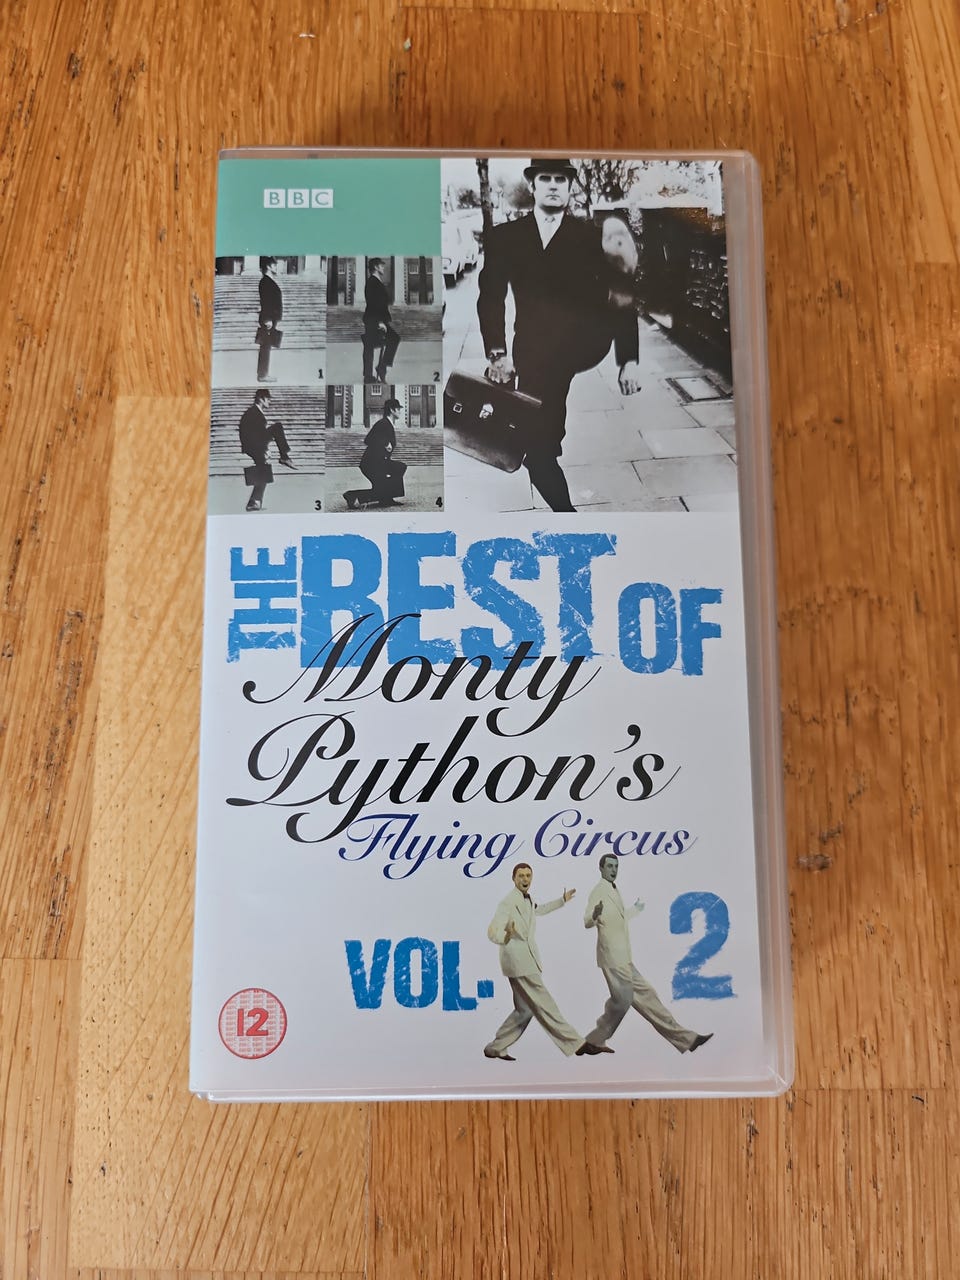 BBC
1
2
3
4
THE BEST OF
Monty
Python's
Flying Circus
VOL. 2
12